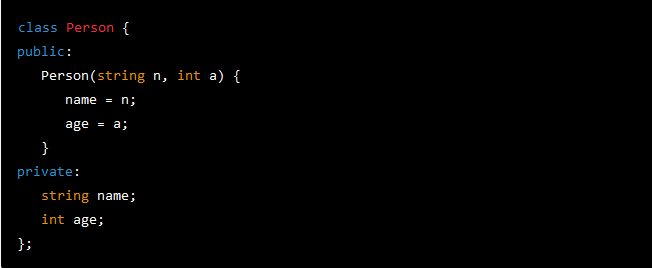 class Person {
public:
   Person(string n, int a) {
      name = n;
      age = a;
   }
private:
   string name;
   int age;
};